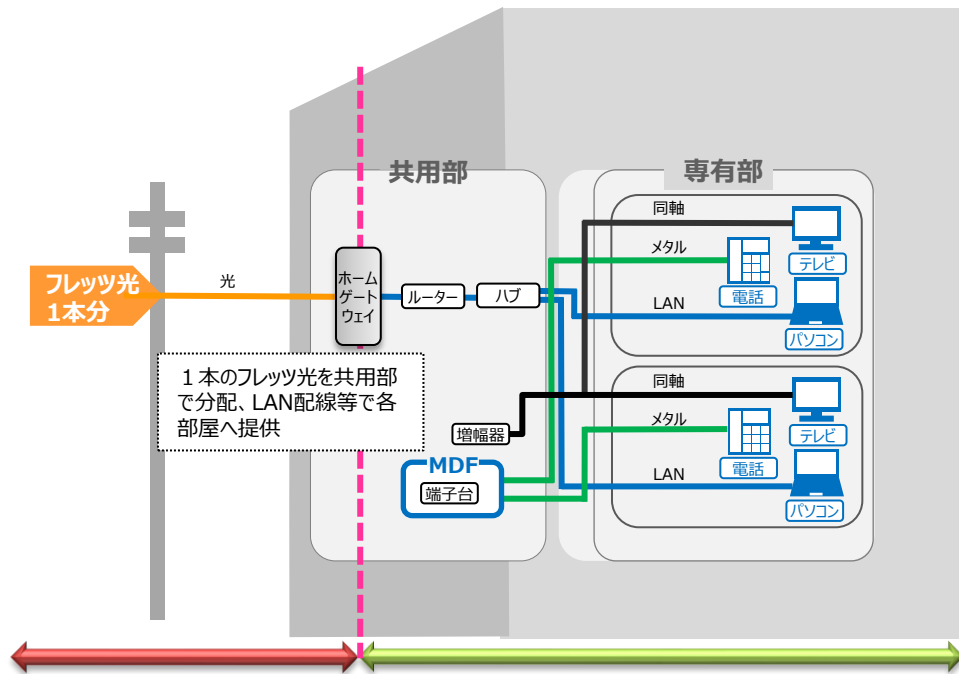 共用部
専有部
フレッツ光
1本分
光
ホーム
ゲート
ウェイ
ルーター
ハブ
１本のフレッツ光を共用部
で分配、LAN配線等で各
部屋へ提供
増幅器
MDF
端子台
同軸
テレビ
メタル
電話
LAN
パソコン
同軸
テレビ
メタル
電話
LAN
パソコン